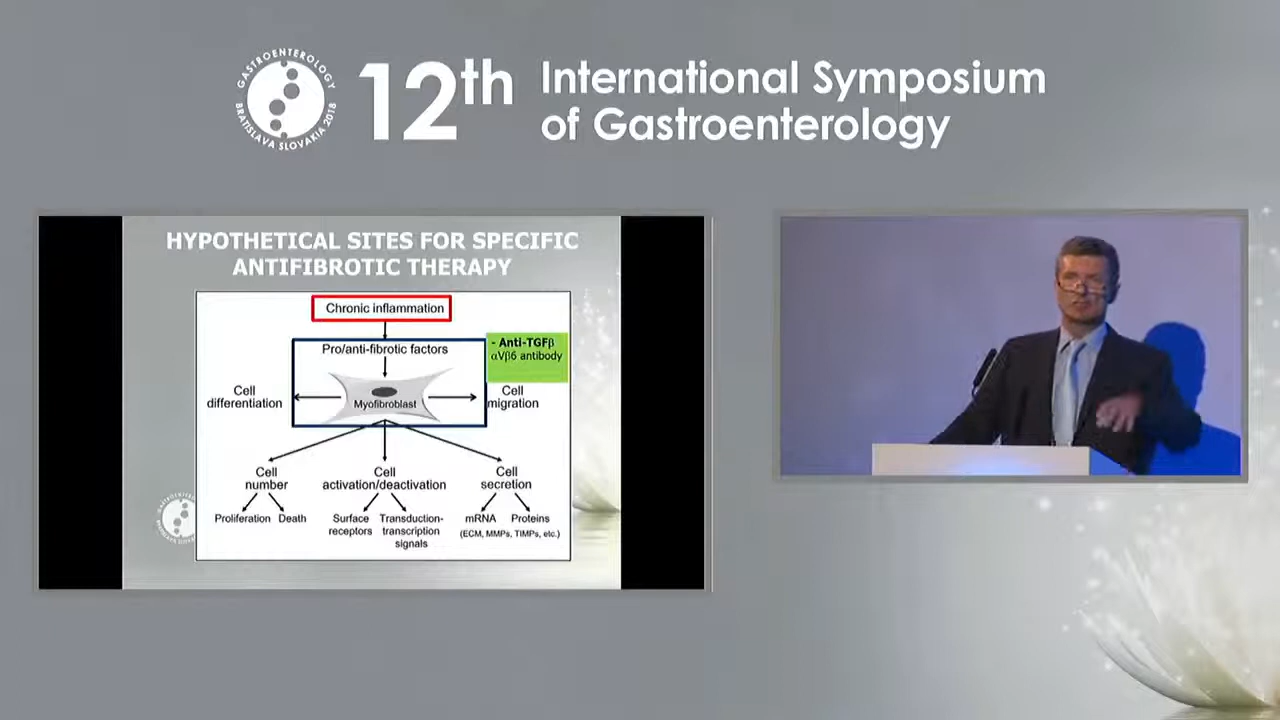 GASTROENTEROLOGY
BRATISLAVA SLOVAKIA 2018
12th
International Symposium
of Gastroenterology
HYPOTHETICAL SITES FOR SPECIFIC
ANTIFIBROTIC THERAPY
Chronic inflammation
Pro/anti-fibrotic factors
- Anti-TGFβ
αVβ6 antibody
Cell
differentiation
Myofibroblast
Cell
migration
Cell
number
Cell
activation/deactivation
Cell
secretion
Proliferation
Death
Surface
receptors
Transduction-
transcription
signals
mRNA
Proteins
(ECM, MMPs, TIMPs, etc.)